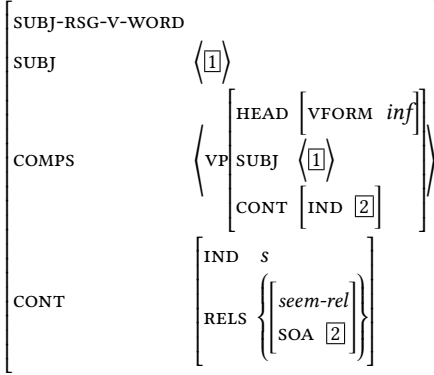 SUBJ-RSG-V-WORD
SUBJ ⟨[1]⟩
HEAD [VFORM inf]
COMPS ⟨VP SUBJ ⟨[1]⟩⟩
CONT [IND [2]]
IND s
CONT
RELS {[seem-rel
SOA [2]]}